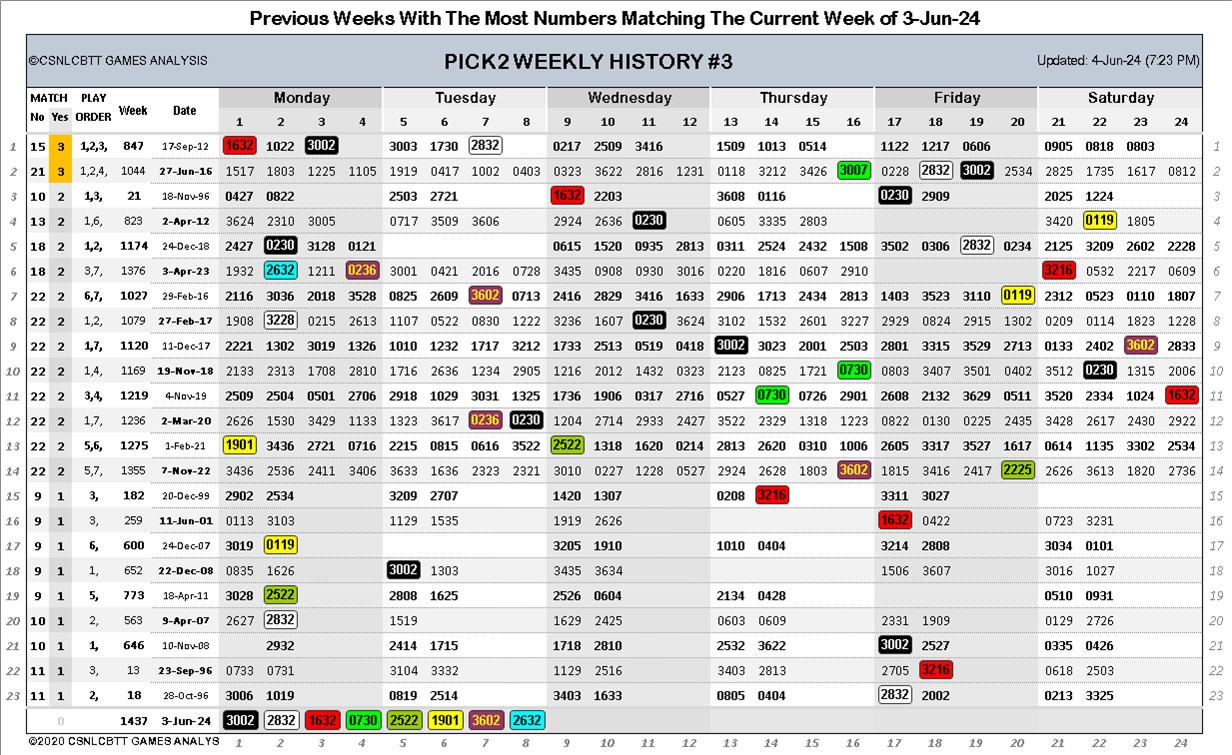 Previous Weeks With The Most Numbers Matching The Current Week of 3-Jun-24
©CSNLCBTT GAMES ANALYSIS PICK2 WEEKLY HISTORY #3 Updated: 4-Jun-24 (7:23 PM)
MATCH PLAY Week Date Monday Tuesday Wednesday Thursday Friday Saturday
No Yes ORDER 1 2 3 4 5 6 7 8 9 10 11 12 13 14 15 16 17 18 19 20 21 22 23 24
1 15 3 1,2,3, 847 17-Sep-12 1632 1022 3002 3003 1730 2832 0217 2509 3416 1509 1013 0514 1122 1217 0606 0905 0818 0803 1
2 21 3 1,2,4, 1044 27-Jun-16 1517 1803 1225 1105 1919 0417 1002 0403 0323 3622 2816 1231 0118 3212 3426 3007 0228 2832 3002 2534 2825 1735 1617 0812 2
3 10 2 1,3, 21 18-Nov-96 0427 0822 2503 2721 1632 2203 3608 0116 0230 2909 2025 1224 3
4 13 2 1,6, 823 2-Apr-12 3624 2310 3005 0717 3509 3606 2924 2636 0230 0605 3335 2803 3420 0119 1805 4
5 18 2 1,2, 1174 24-Dec-18 2427 0230 3128 0121 0615 1520 0935 2813 0311 2524 2432 1508 3502 0306 2832 0234 2125 3209 2602 2228 5
6 18 2 3,7, 1376 3-Apr-23 1932 2632 1211 0236 3001 0421 2016 0728 3435 0908 0930 3016 0220 1816 0607 2910 3216 0532 2217 0609 6
7 22 2 6,7, 1027 29-Feb-16 2116 3036 2018 3528 0825 2609 3602 0713 2416 2829 3416 1633 2906 1713 2434 2813 1403 3523 3110 0119 2312 0523 0110 1807 7
8 22 2 1,2, 1079 27-Feb-17 1908 3228 0215 2613 1107 0522 0830 1222 3236 1607 0230 3624 3102 1532 2601 3227 2929 0824 2915 1302 0209 0114 1823 1228 8
9 22 2 1,7, 1120 11-Dec-17 2221 1302 3019 1326 1010 1232 1717 3212 1733 2513 0519 0418 3002 3023 2001 2503 2801 3315 3529 2713 0133 2402 3602 2833 9
10 22 2 1,4, 1169 19-Nov-18 2133 2313 1708 2810 1716 2636 1234 2905 1216 2012 1432 0323 2123 0825 1721 0730 0803 3407 3501 0402 3512 0230 1315 2006 10
11 22 2 3,4, 1219 4-Nov-19 2509 2504 0501 2706 2918 1029 3031 1325 1736 1906 0317 2716 0527 0730 0726 2901 2608 2132 3629 0511 3520 2334 1024 1632 11
12 22 2 1,7, 1236 2-Mar-20 2626 1530 3429 1133 1323 3617 0236 0230 1204 2714 2933 2427 3522 2329 1318 1223 0822 0130 0225 2435 3428 2617 2430 2922 12
13 22 2 5,6, 1275 1-Feb-21 1901 3436 2721 0716 2215 0815 0616 3522 2522 1318 1620 0214 2813 2620 0310 1006 2605 3317 3527 1617 0614 1135 3302 2534 13
14 22 2 5,7, 1355 7-Nov-22 3436 2536 2411 3406 3633 1636 2323 2321 3010 0227 1228 0527 2924 2628 1803 3602 1815 3416 2417 2225 2626 3613 1820 2736 14
15 9 1 3, 182 20-Dec-99 2902 2534 3209 2707 1420 1307 0208 3216 3311 3027 15
16 9 1 3, 259 11-Jun-01 0113 3103 1129 1535 1919 2626 1632 0422 0723 3231 16
17 9 1 6, 600 24-Dec-07 3019 0119 3205 1910 1010 0404 3214 2808 3034 0101 17
18 9 1 1, 652 22-Dec-08 0835 1626 3002 1303 3435 3634 1506 3607 3016 1027 18
19 9 1 5, 773 18-Apr-11 3028 2522 2808 1625 2526 0604 2134 0428 0510 0931 19
20 10 1 2, 563 9-Apr-07 2627 2832 1519 1629 2425 0603 0609 2331 1909 0129 2726 20
21 10 1 1, 646 10-Nov-08 2932 2414 1715 1718 2810 2532 3622 3002 2527 0335 0426 21
22 11 1 3, 13 23-Sep-96 0733 0731 3104 3332 1129 2516 3403 2813 2705 3216 0618 2503 22
23 11 1 2, 18 28-Oct-96 3006 1019 0819 2514 3403 1633 0805 0404 2832 2002 0213 3325 23
0 1437 3-Jun-24 3002 2832 1632 0730 2522 1901 3602 2632
©2020 CSNLCBTT GAMES ANALYS 1 2 3 4 5 6 7 8 9 10 11 12 13 14 15 16 17 18 19 20 21 22 23 24